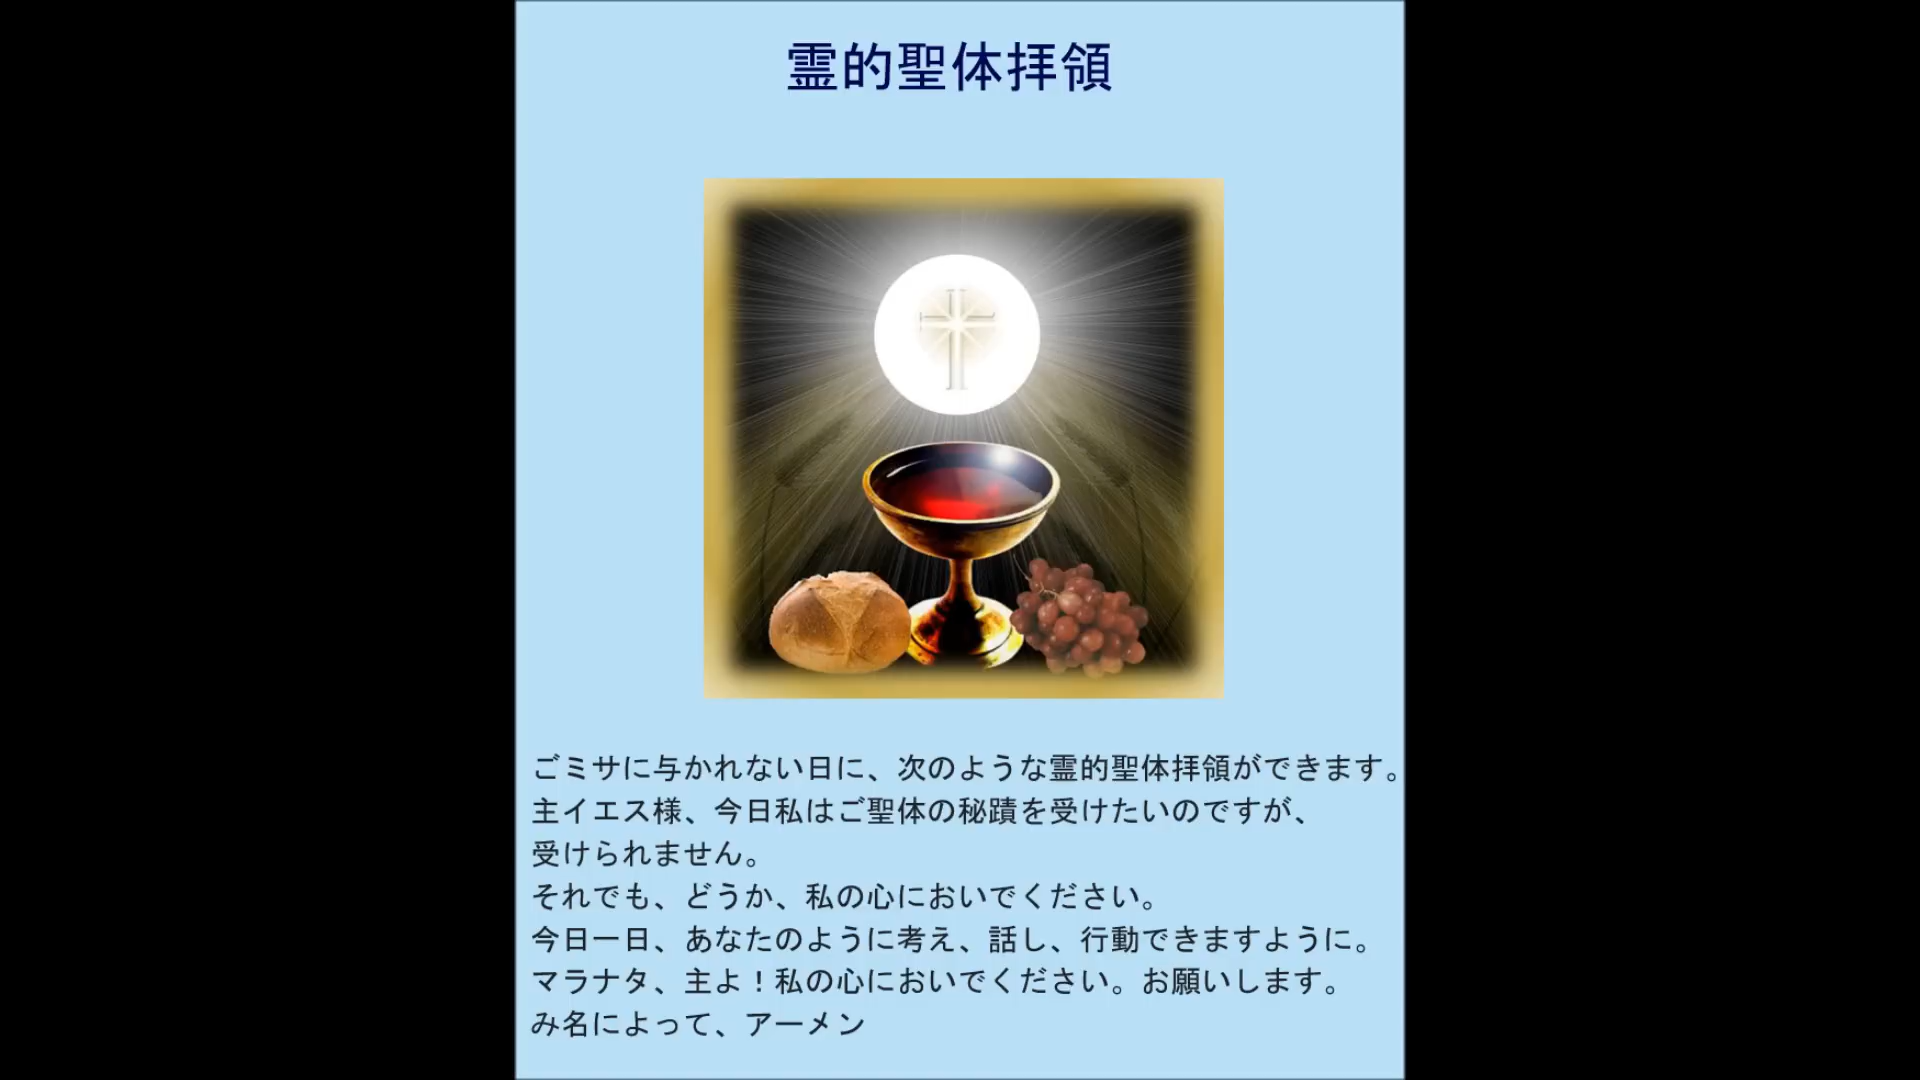 霊的聖体拝領
ごミサに与かれない日に、次のような霊的聖体拝領ができます。
主イエス様、今日私はご聖体の秘蹟を受けたいのですが、
受けられません。
それでも、どうか、私の心においでください。
今日一日、あなたのように考え、話し、行動できますように。
マラナタ、主よ！私の心においでください。お願いします。
み名によって、アーメン